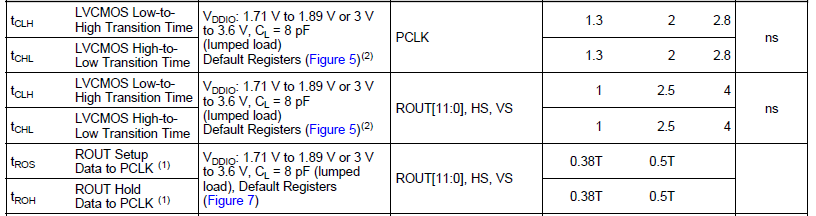 tCLH LVCMOS Low-to-High Transition Time VDDIO: 1.71 V to 1.89 V or 3 V to 3.6 V, CL = 8 pF (lumped load) Default Registers (Figure 5)(2) PCLK 1.3 2 2.8 ns
tCHL LVCMOS High-to-Low Transition Time 1.3 2 2.8
tCLH LVCMOS Low-to-High Transition Time VDDIO: 1.71 V to 1.89 V or 3 V to 3.6 V, CL = 8 pF (lumped load) Default Registers (Figure 5)(2) ROUT[11:0], HS, VS 1 2.5 4 ns
tCHL LVCMOS High-to-Low Transition Time 1 2.5 4
tROS ROUT Setup Data to PCLK (1) VDDIO: 1.71 V to 1.89 V or 3 V to 3.6 V, CL = 8 pF (lumped load), Default Registers (Figure 7) ROUT[11:0], HS, VS 0.38T 0.5T
tROH ROUT Hold Data to PCLK (1) 0.38T 0.5T